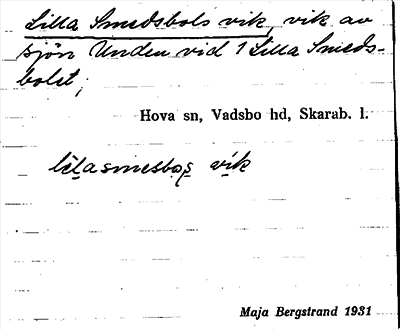 Lilla Smedsbols vik, vik av
sjön Unden vid 1 Lilla Smeds-
bolet;
Hova sn, Vadsbo hd, Skarab. l.
vik
Maja Bergstrand 1931